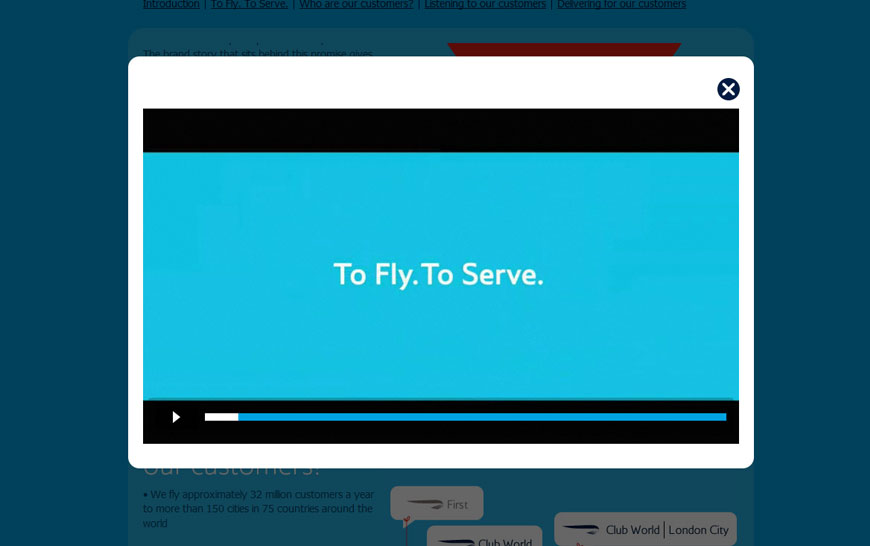 Introduction | To Fly. To Serve. | Who are our customers? | Listening to our customers | Delivering for our customers
The brand story that sits behind this promise gives
To Fly. To Serve.
our customers?
• We fly approximately 32 million customers a year
to more than 150 cities in 75 countries around the
world
First
Club World
Club World | London City